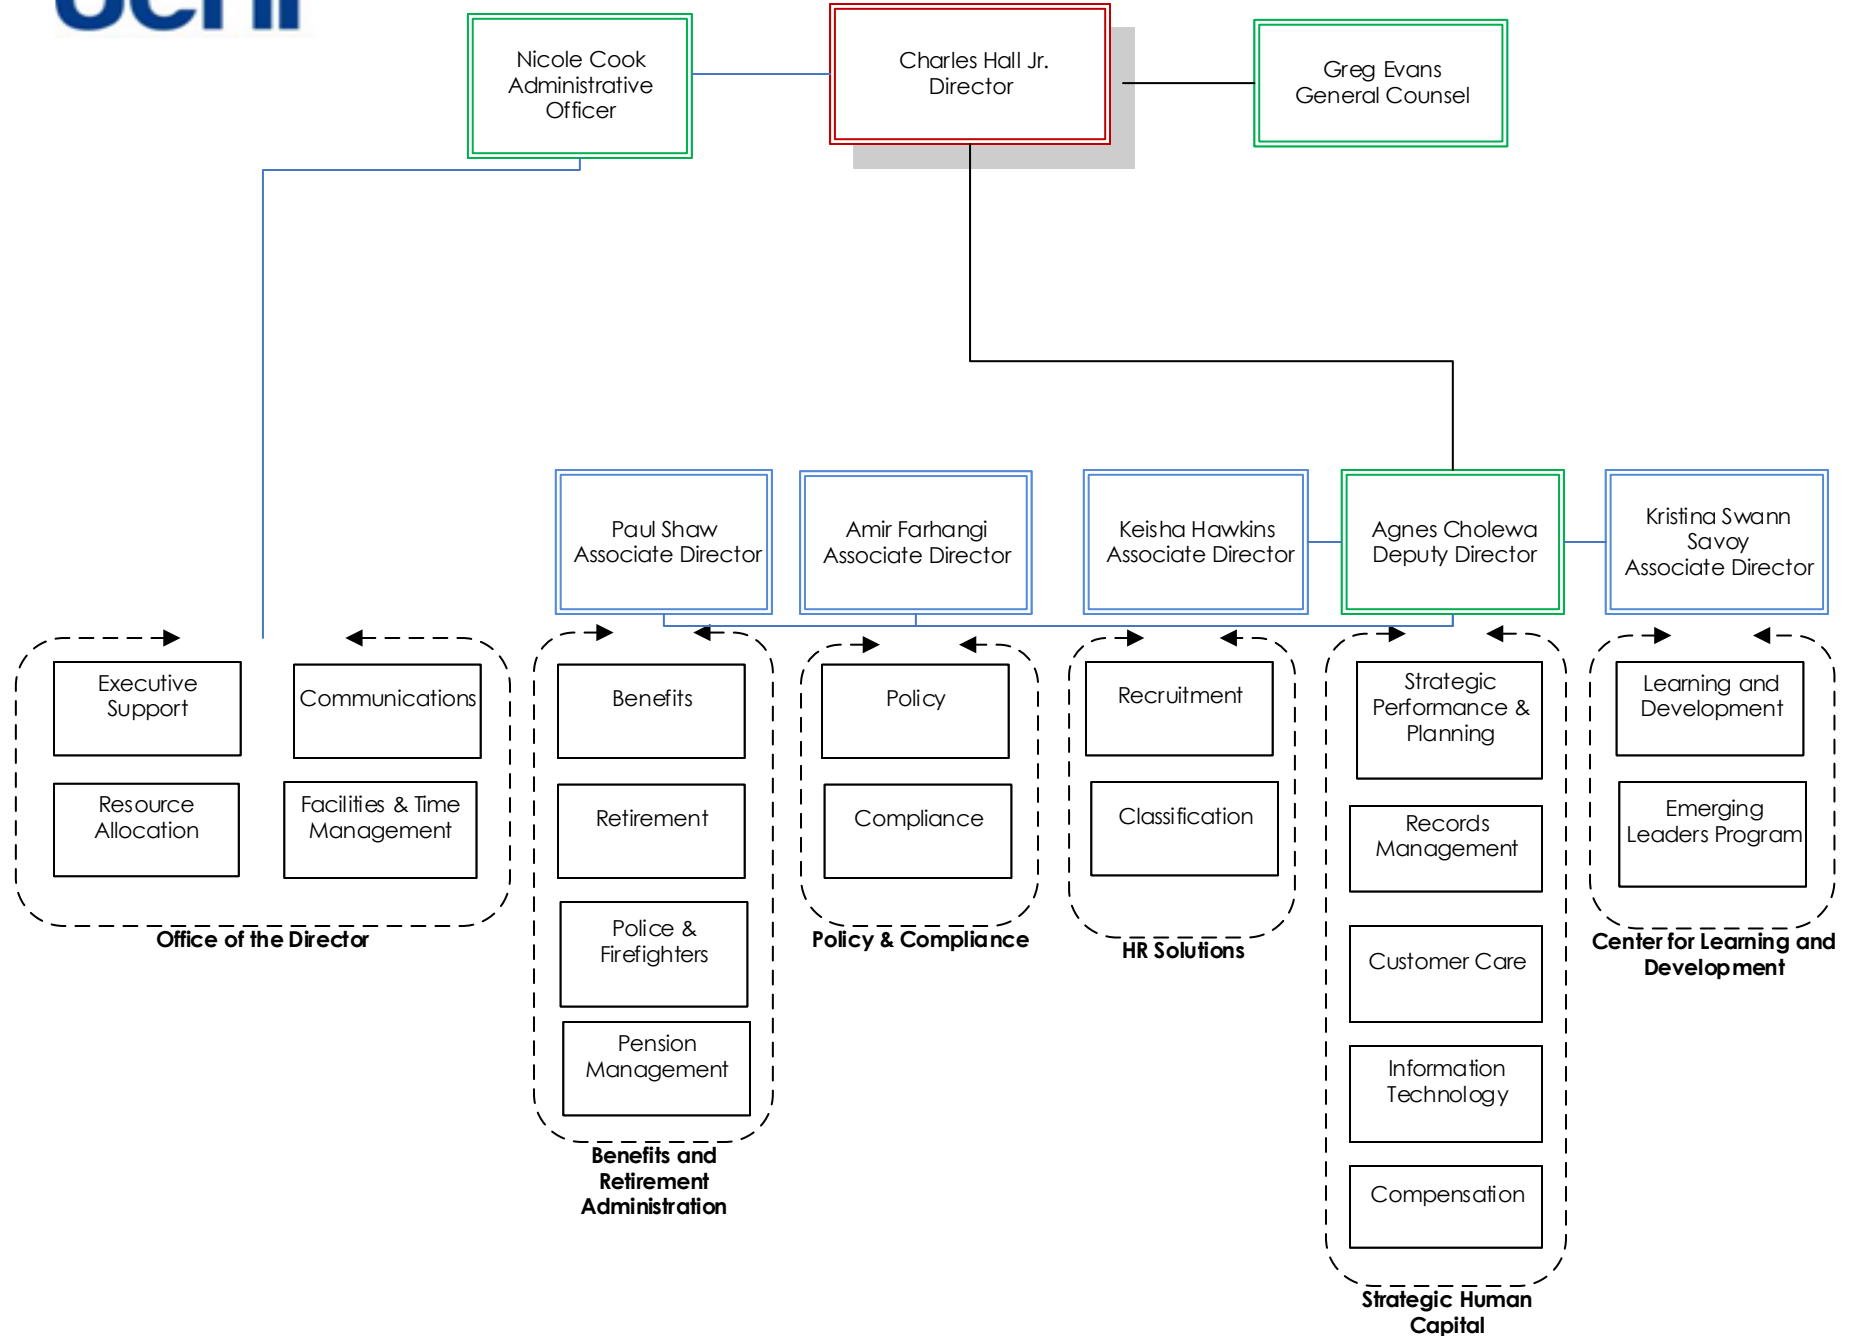 Nicole Cook
Administrative
Officer
Charles Hall Jr.
Director
Greg Evans
General Counsel
Paul Shaw
Associate Director
Amir Farhangi
Associate Director
Keisha Hawkins
Associate Director
Agnes Cholewa
Deputy Director
Kristina Swann
Savoy
Associate Director
Executive
Support
Communications
Resource
Allocation
Facilities & Time
Management
Office of the Director
Benefits
Retirement
Police &
Firefighters
Pension
Management
Benefits and
Retirement
Administration
Policy
Compliance
Policy & Compliance
Recruitment
Classification
HR Solutions
Strategic
Performance &
Planning
Records
Management
Customer Care
Information
Technology
Compensation
Strategic Human
Capital
Learning and
Development
Emerging
Leaders Program
Center for Learning and
Development